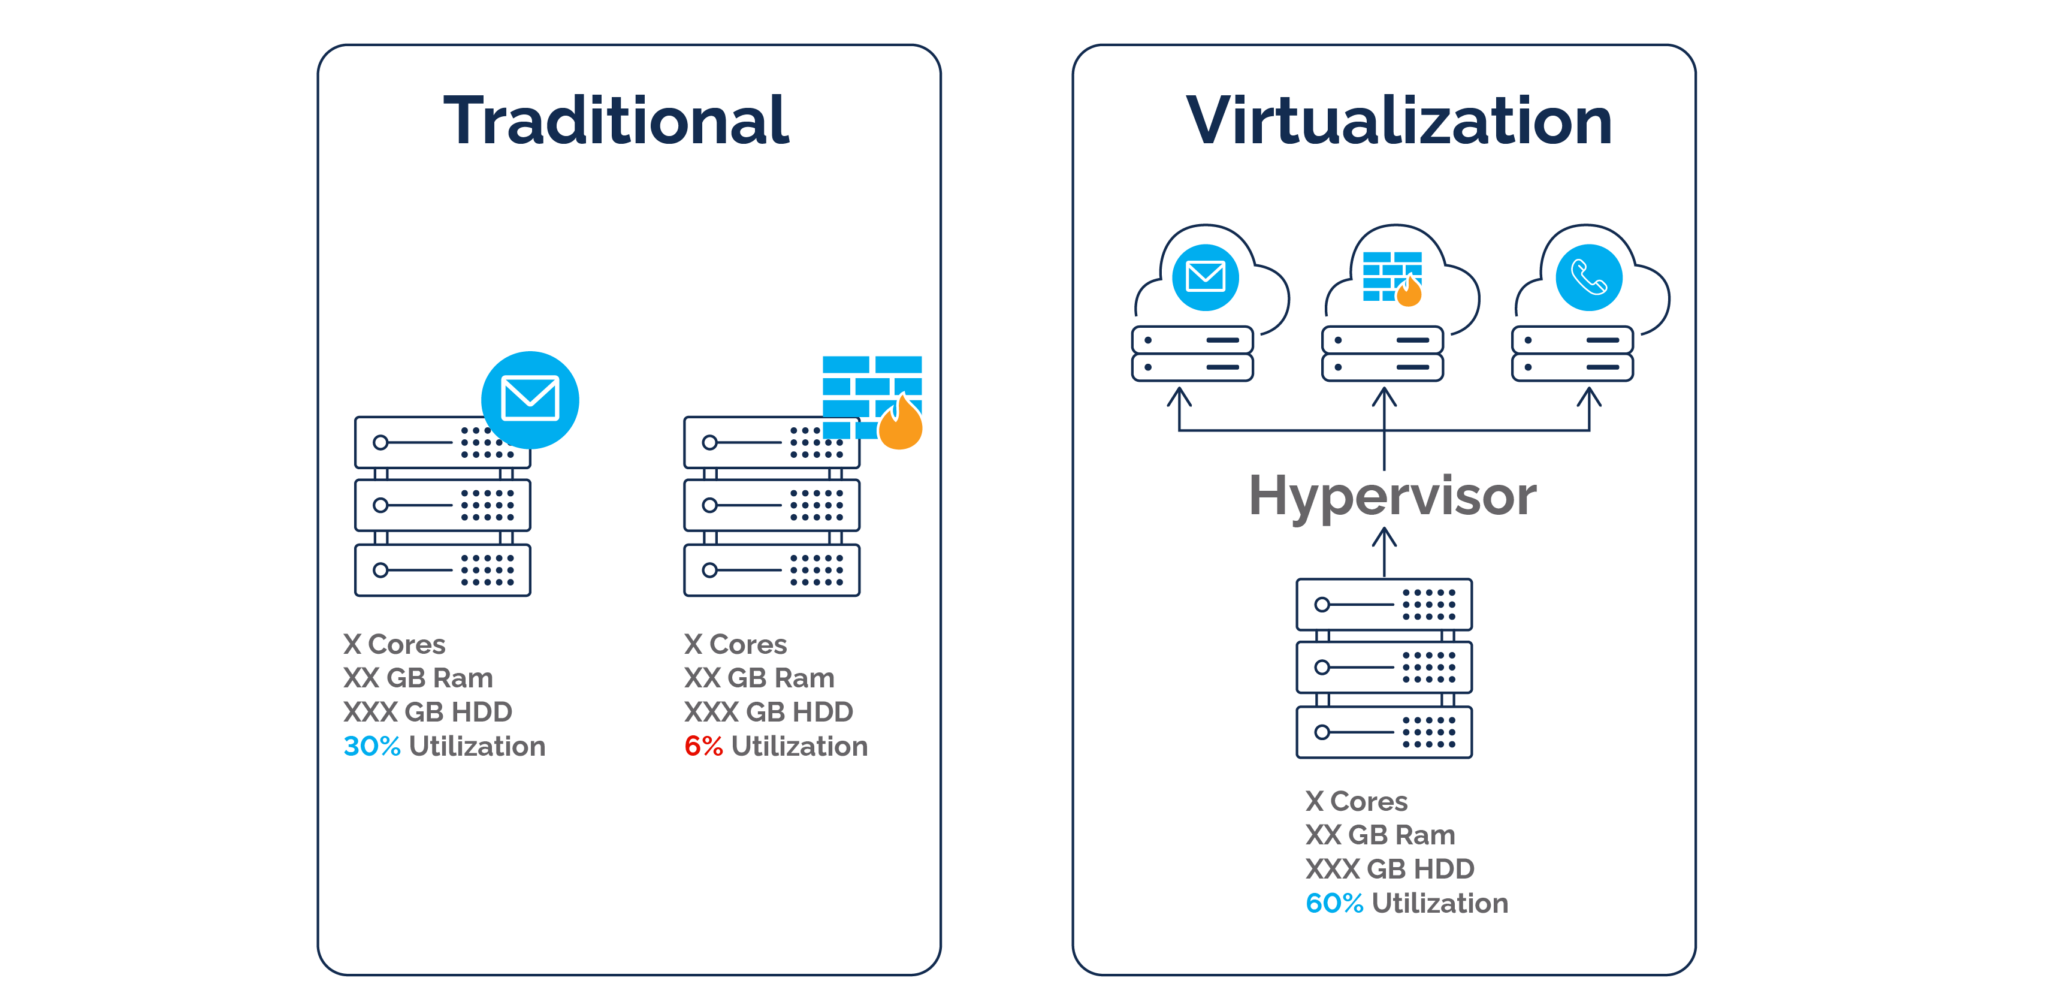 Traditional
X Cores
XX GB Ram
XXX GB HDD
30% Utilization
X Cores
XX GB Ram
XXX GB HDD
6% Utilization
Virtualization
Hypervisor
X Cores
XX GB Ram
XXX GB HDD
60% Utilization